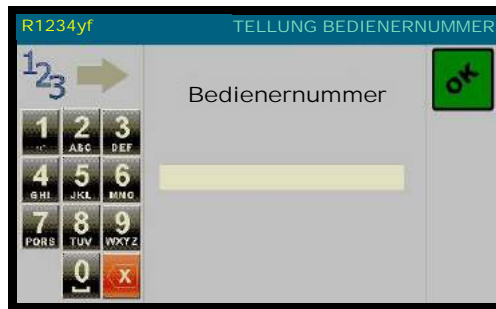 R1234yf TELLUNG BEDIENERNUMMER
123
Bedienernummer
OK
1 2 3
ABC DEF
4 5 6
GHI JKL MNO
7 8 9
PQRS TUV WXYZ
0 X